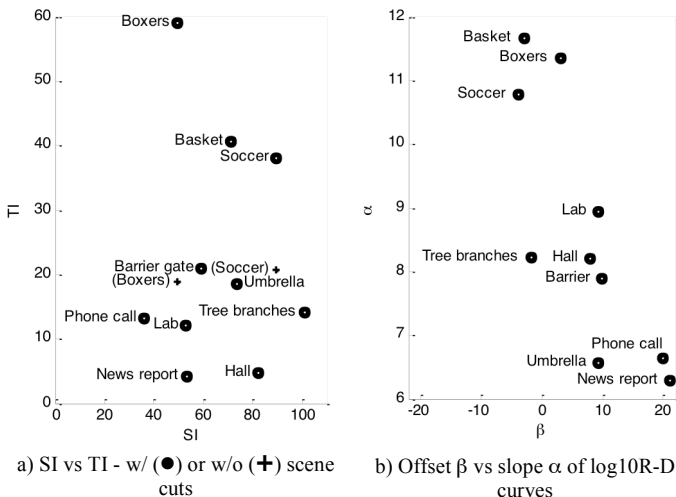 60
50
40
30
20
10
0
TI
Boxers
Basket
Soccer
Barrier gate
(Soccer)
(Boxers)
Umbrella
Phone call
Lab
Tree branches
News report
Hall
0 20 40 60 80 100
SI
a) SI vs TI - w/ (●) or w/o (+) scene
cuts
12
11
10
9
8
7
6
α
Basket
Boxers
Soccer
Lab
Tree branches
Hall
Barrier
Phone call
Umbrella
News report
-20 -10 0 10 20
β
b) Offset β vs slope α of log10R-D
curves